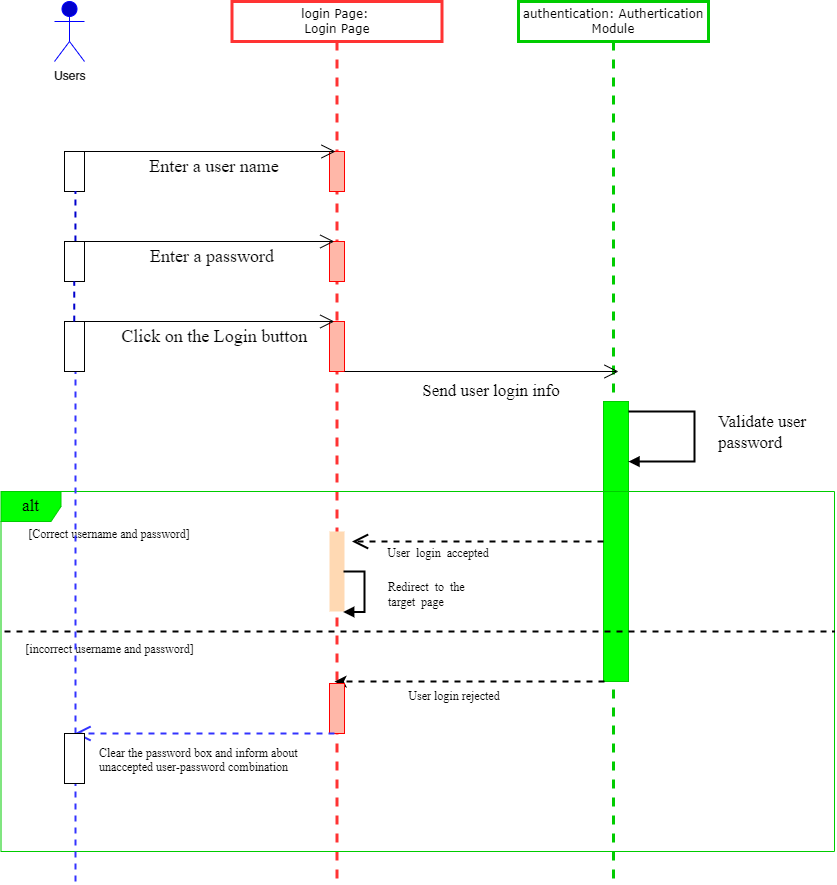 login Page:
Login Page
authentication: Authertication
Module
Users
Enter a user name
Enter a password
Click on the Login button
Send user login info
Validate user
password
alt
[Correct username and password]
User login accepted
Redirect to the
target page
[incorrect username and password]
User login rejected
Clear the password box and inform about
unaccepted user-password combination